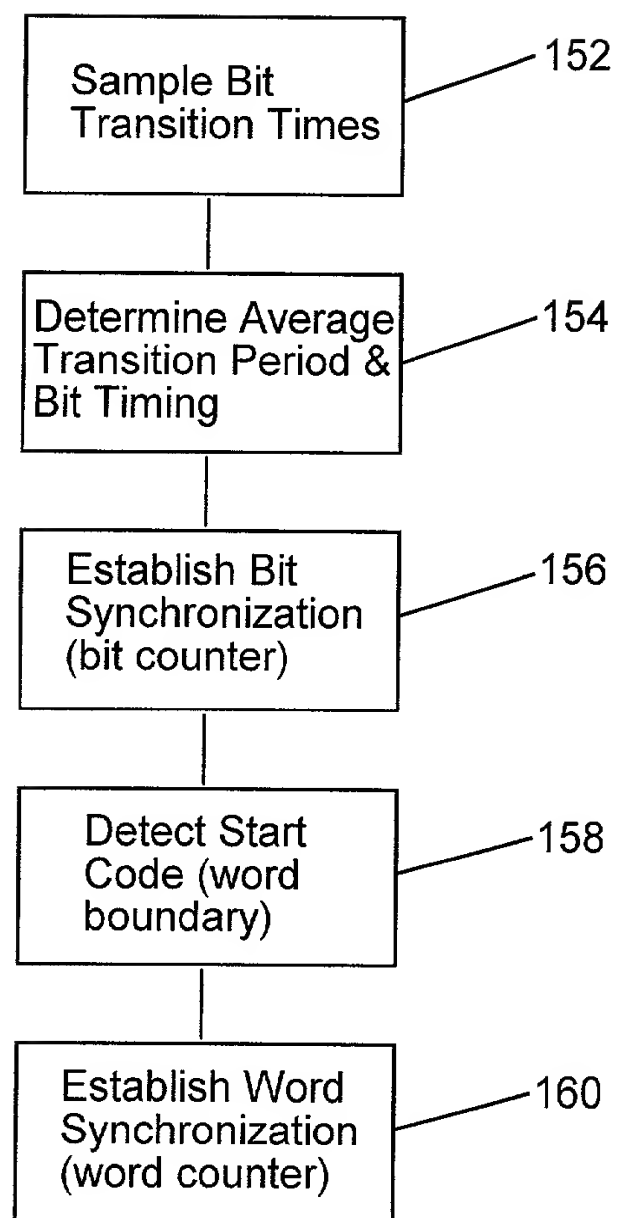 Sample Bit
Transition Times
152
Determine Average
Transition Period &
Bit Timing
154
Establish Bit
Synchronization
(bit counter)
156
Detect Start
Code (word
boundary)
158
Establish Word
Synchronization
(word counter)
160